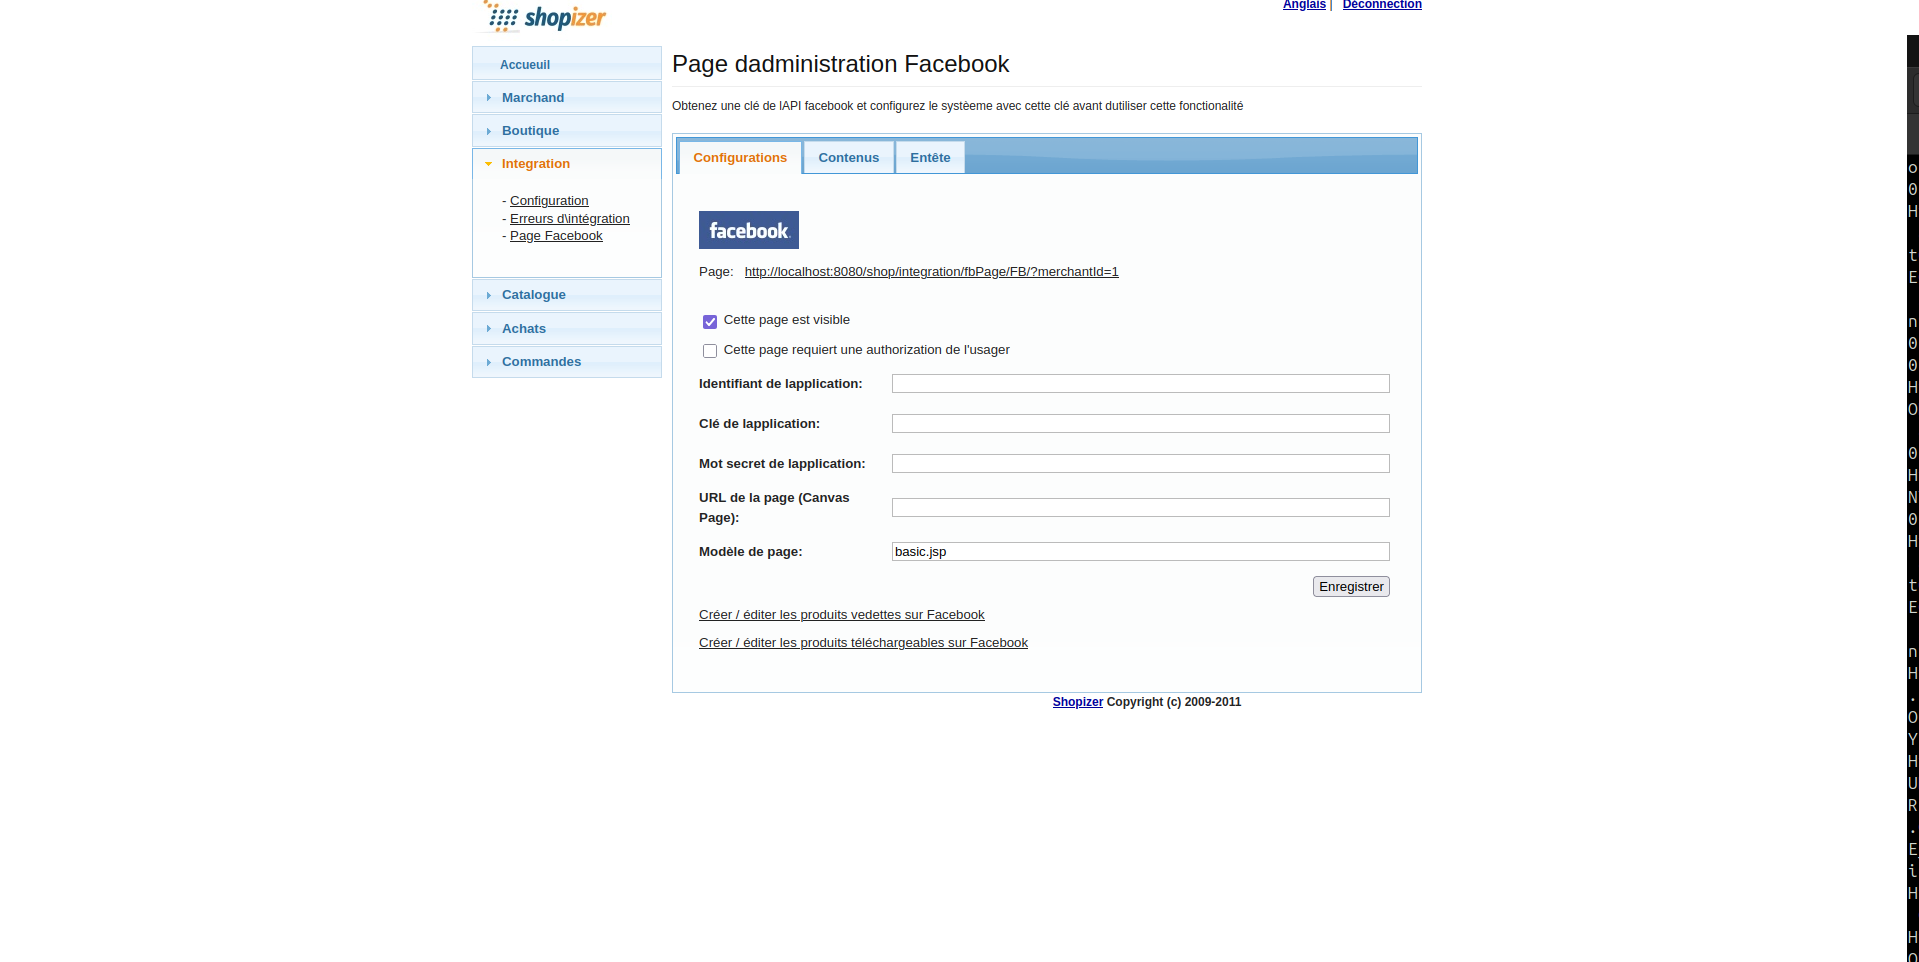 shopizer
Anglais | Déconnection
Accueuil
Marchand
Boutique
Integration
- Configuration
- Erreurs d\intégration
- Page Facebook
Catalogue
Achats
Commandes
Page dadministration Facebook
Obtenez une clé de lAPI facebook et configurez le systèeme avec cette clé avant dutiliser cette fonctionalité
Configurations Contenus Entête
facebook
Page: http://localhost:8080/shop/integration/fbPage/FB/?merchantId=1
Cette page est visible
Cette page requiert une authorization de l'usager
Identifiant de lapplication:
Clé de lapplication:
Mot secret de lapplication:
URL de la page (Canvas
Page):
Modèle de page: basic.jsp
Enregistrer
Créer / éditer les produits vedettes sur Facebook
Créer / éditer les produits téléchargeables sur Facebook
Shopizer Copyright (c) 2009-2011